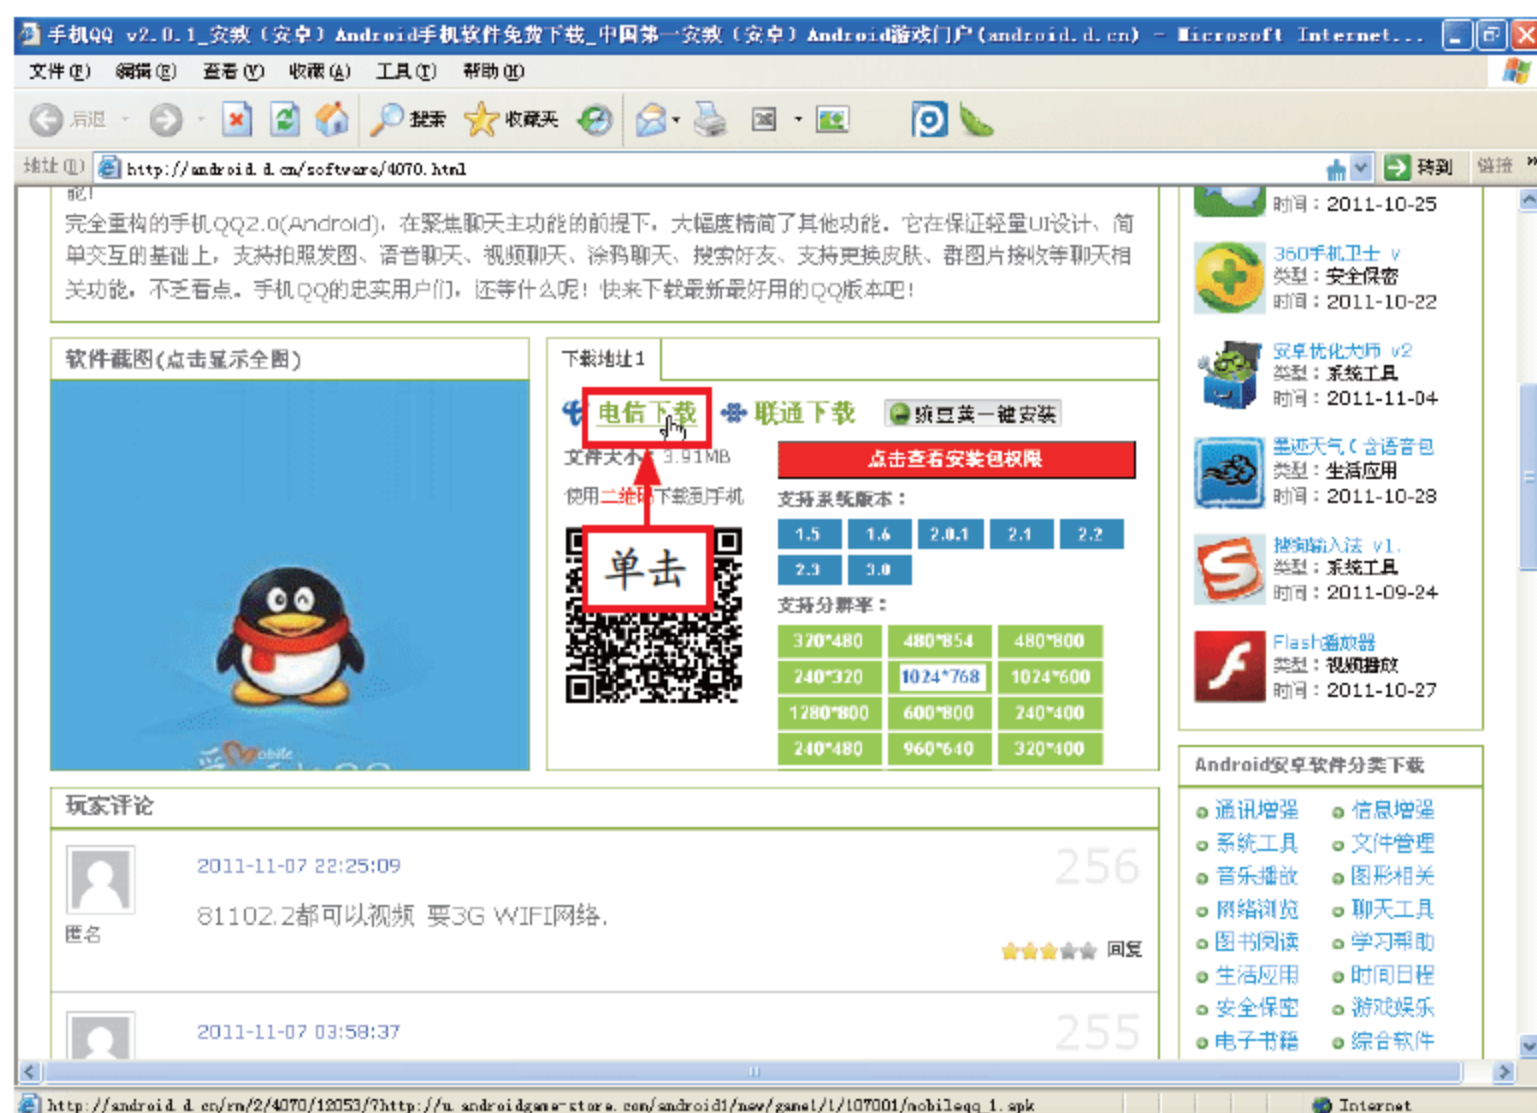 手机QQ v2.0.1_安致（安卓）Android手机软件免费下载_中国第一安致（安卓）Android游戏门户(android.d.cn) - Microsoft Internet...
文件(F) 编辑(E) 查看(V) 收藏(A) 工具(T) 帮助(H)
后退 搜索 收藏夹
地址(D) http://android.d.cn/software/4070.html 转到 链接 »
能！
完全重构的手机QQ2.0(Android)，在聚焦聊天主功能的前提下，大幅度精简了其他功能。它在保证轻量UI设计、简
单交互的基础上，支持拍照发图、语音聊天、视频聊天、涂鸦聊天、搜索好友、支持更换皮肤、群图片接收等聊天相
关功能，不乏看点。手机QQ的忠实用户们，还等什么呢！快来下载最新最好用的QQ版本吧！
软件截图(点击显示全图)
下载地址1
电信下载 联通下载 豌豆荚一键安装
文件大小：3.91MB
点击查看安装包权限
使用二维码下载到手机
单击
支持系统版本：
1.5 1.6 2.0.1 2.1 2.2
2.3 3.0
支持分辨率：
320*480 480*854 480*800
240*320 1024*768 1024*600
1280*800 600*800 240*400
240*480 960*640 320*400
玩家评论
2011-11-07 22:25:09 256
81102.2都可以视频 要3G WIFI网络.
匿名
回复
2011-11-07 03:58:37 255
时间：2011-10-25
360手机卫士 v
类型：安全保密
时间：2011-10-22
安卓优化大师 v2
类型：系统工具
时间：2011-11-04
墨迹天气（含语音包
类型：生活应用
时间：2011-10-28
搜狗输入法 v1.
类型：系统工具
时间：2011-09-24
Flash播放器
类型：视频播放
时间：2011-10-27
Android安卓软件分类下载
通讯增强 信息增强
系统工具 文件管理
音乐播放 图形相关
网络浏览 聊天工具
图书阅读 学习帮助
生活应用 时间日程
安全保密 游戏娱乐
电子书籍 综合软件
http://android.d.cn/rm/2/4070/12053/?http://u.androidgame-store.com/android1/new/game1/1/107001/mobileqq_1.apk Internet